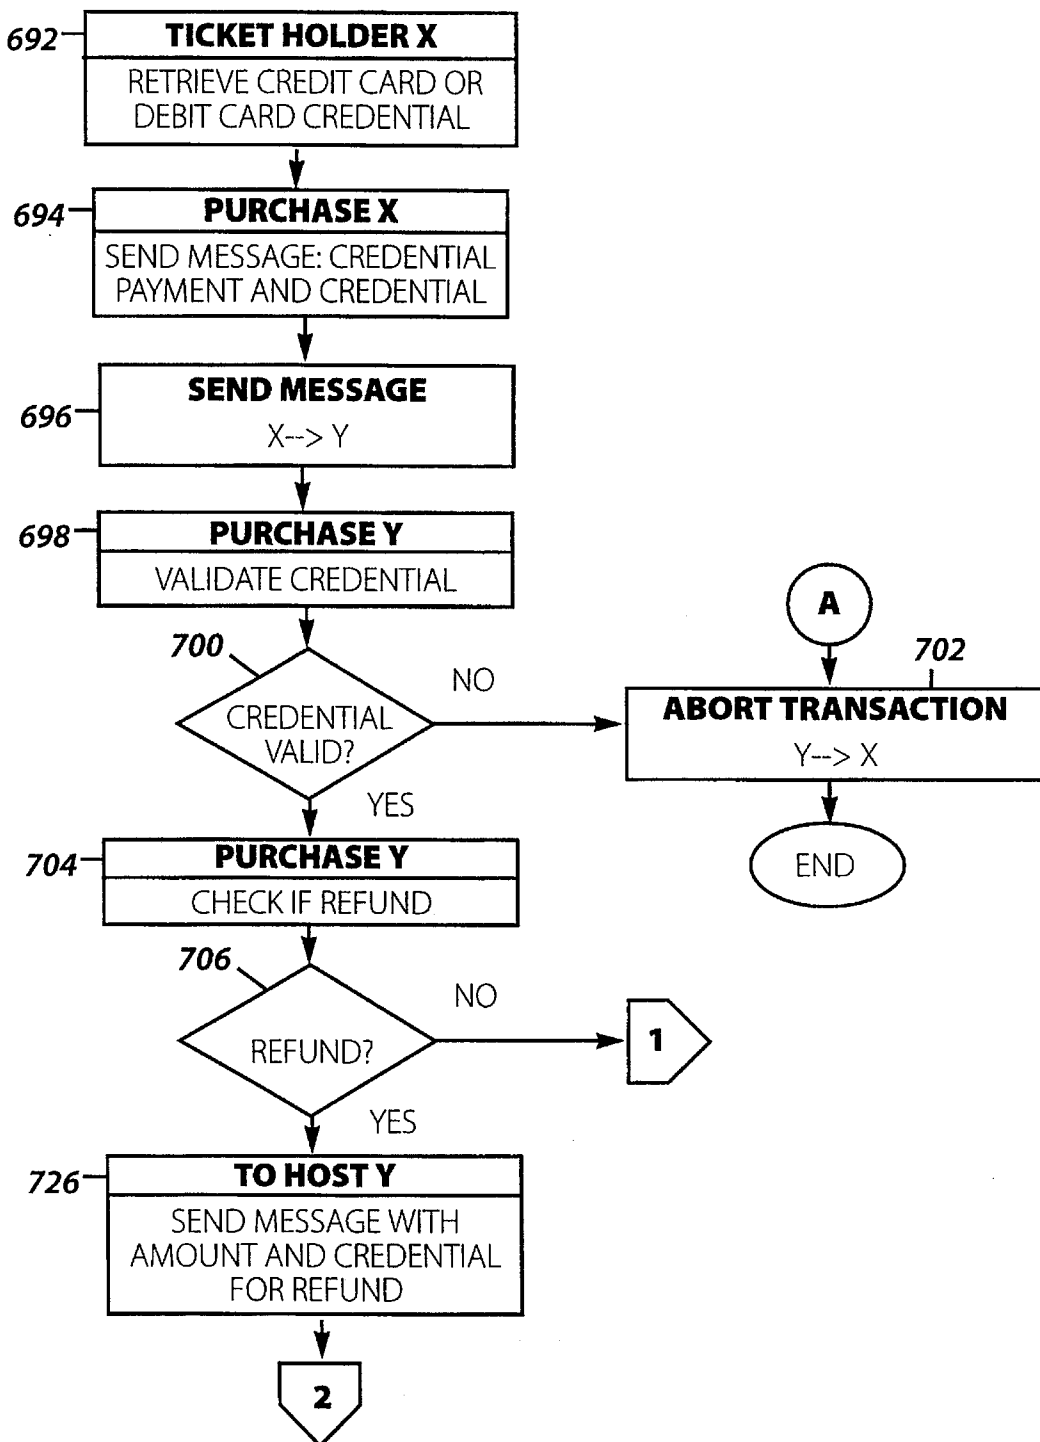 692
TICKET HOLDER X
RETRIEVE CREDIT CARD OR
DEBIT CARD CREDENTIAL
694
PURCHASE X
SEND MESSAGE: CREDENTIAL
PAYMENT AND CREDENTIAL
696
SEND MESSAGE
X--> Y
698
PURCHASE Y
VALIDATE CREDENTIAL
700
CREDENTIAL
VALID?
NO
YES
A
702
ABORT TRANSACTION
Y--> X
END
704
PURCHASE Y
CHECK IF REFUND
706
REFUND?
NO
1
YES
726
TO HOST Y
SEND MESSAGE WITH
AMOUNT AND CREDENTIAL
FOR REFUND
2